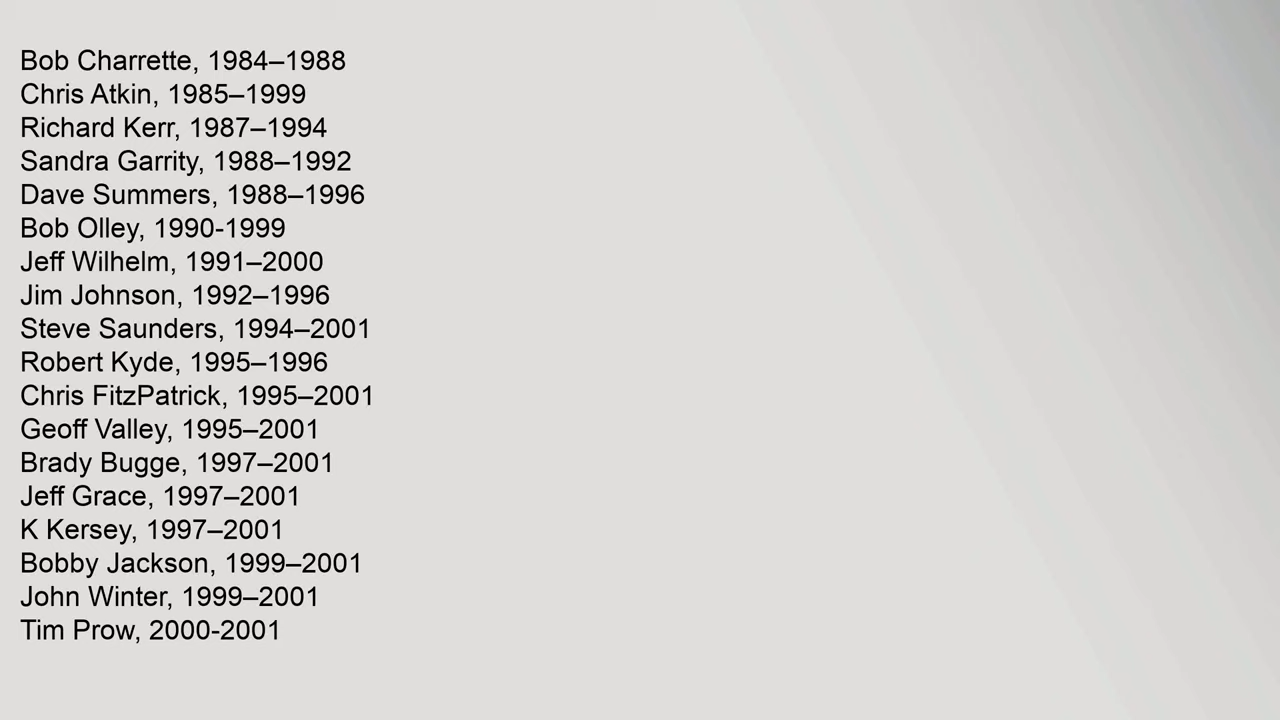 Bob Charrette, 1984–1988
Chris Atkin, 1985–1999
Richard Kerr, 1987–1994
Sandra Garrity, 1988–1992
Dave Summers, 1988–1996
Bob Olley, 1990-1999
Jeff Wilhelm, 1991–2000
Jim Johnson, 1992–1996
Steve Saunders, 1994–2001
Robert Kyde, 1995–1996
Chris FitzPatrick, 1995–2001
Geoff Valley, 1995–2001
Brady Bugge, 1997–2001
Jeff Grace, 1997–2001
K Kersey, 1997–2001
Bobby Jackson, 1999–2001
John Winter, 1999–2001
Tim Prow, 2000-2001